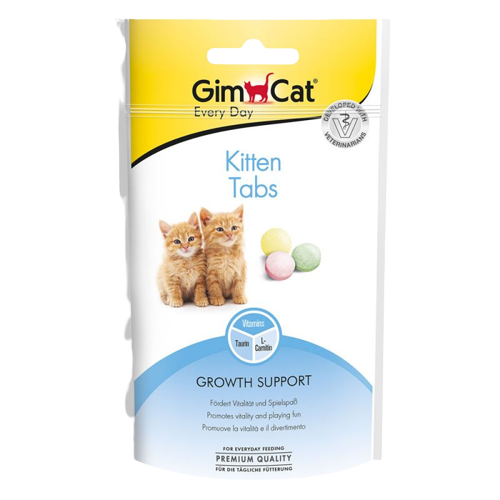 GimCat®
Every Day
DEVELOPED WITH VETERINARIANS
V
Kitten
Tabs
Vitamins
Taurin
L-
Carnitin
GROWTH SUPPORT
Fördert Vitalität und Spielspaß
Promotes vitality and playing fun
Promuove la vitalità e il divertimento
FOR EVERYDAY FEEDING
PREMIUM QUALITY
FÜR DIE TÄGLICHE FÜTTERUNG